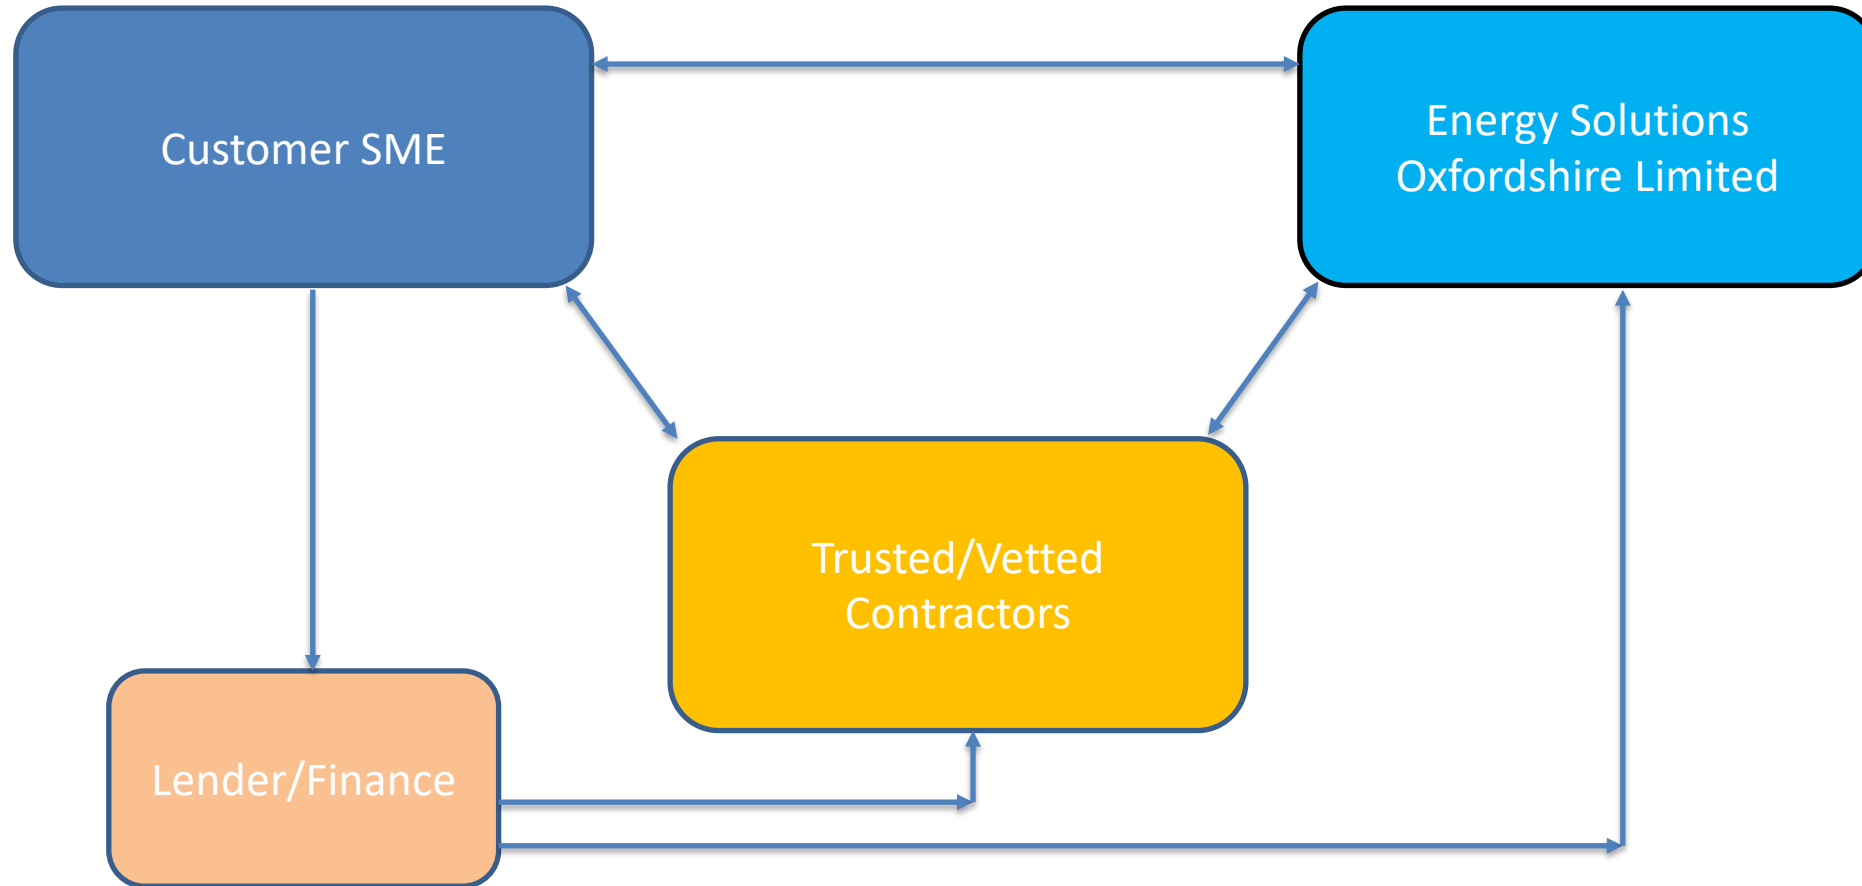 Customer SME
Energy Solutions
Oxfordshire Limited
Trusted/Vetted
Contractors
Lender/Finance